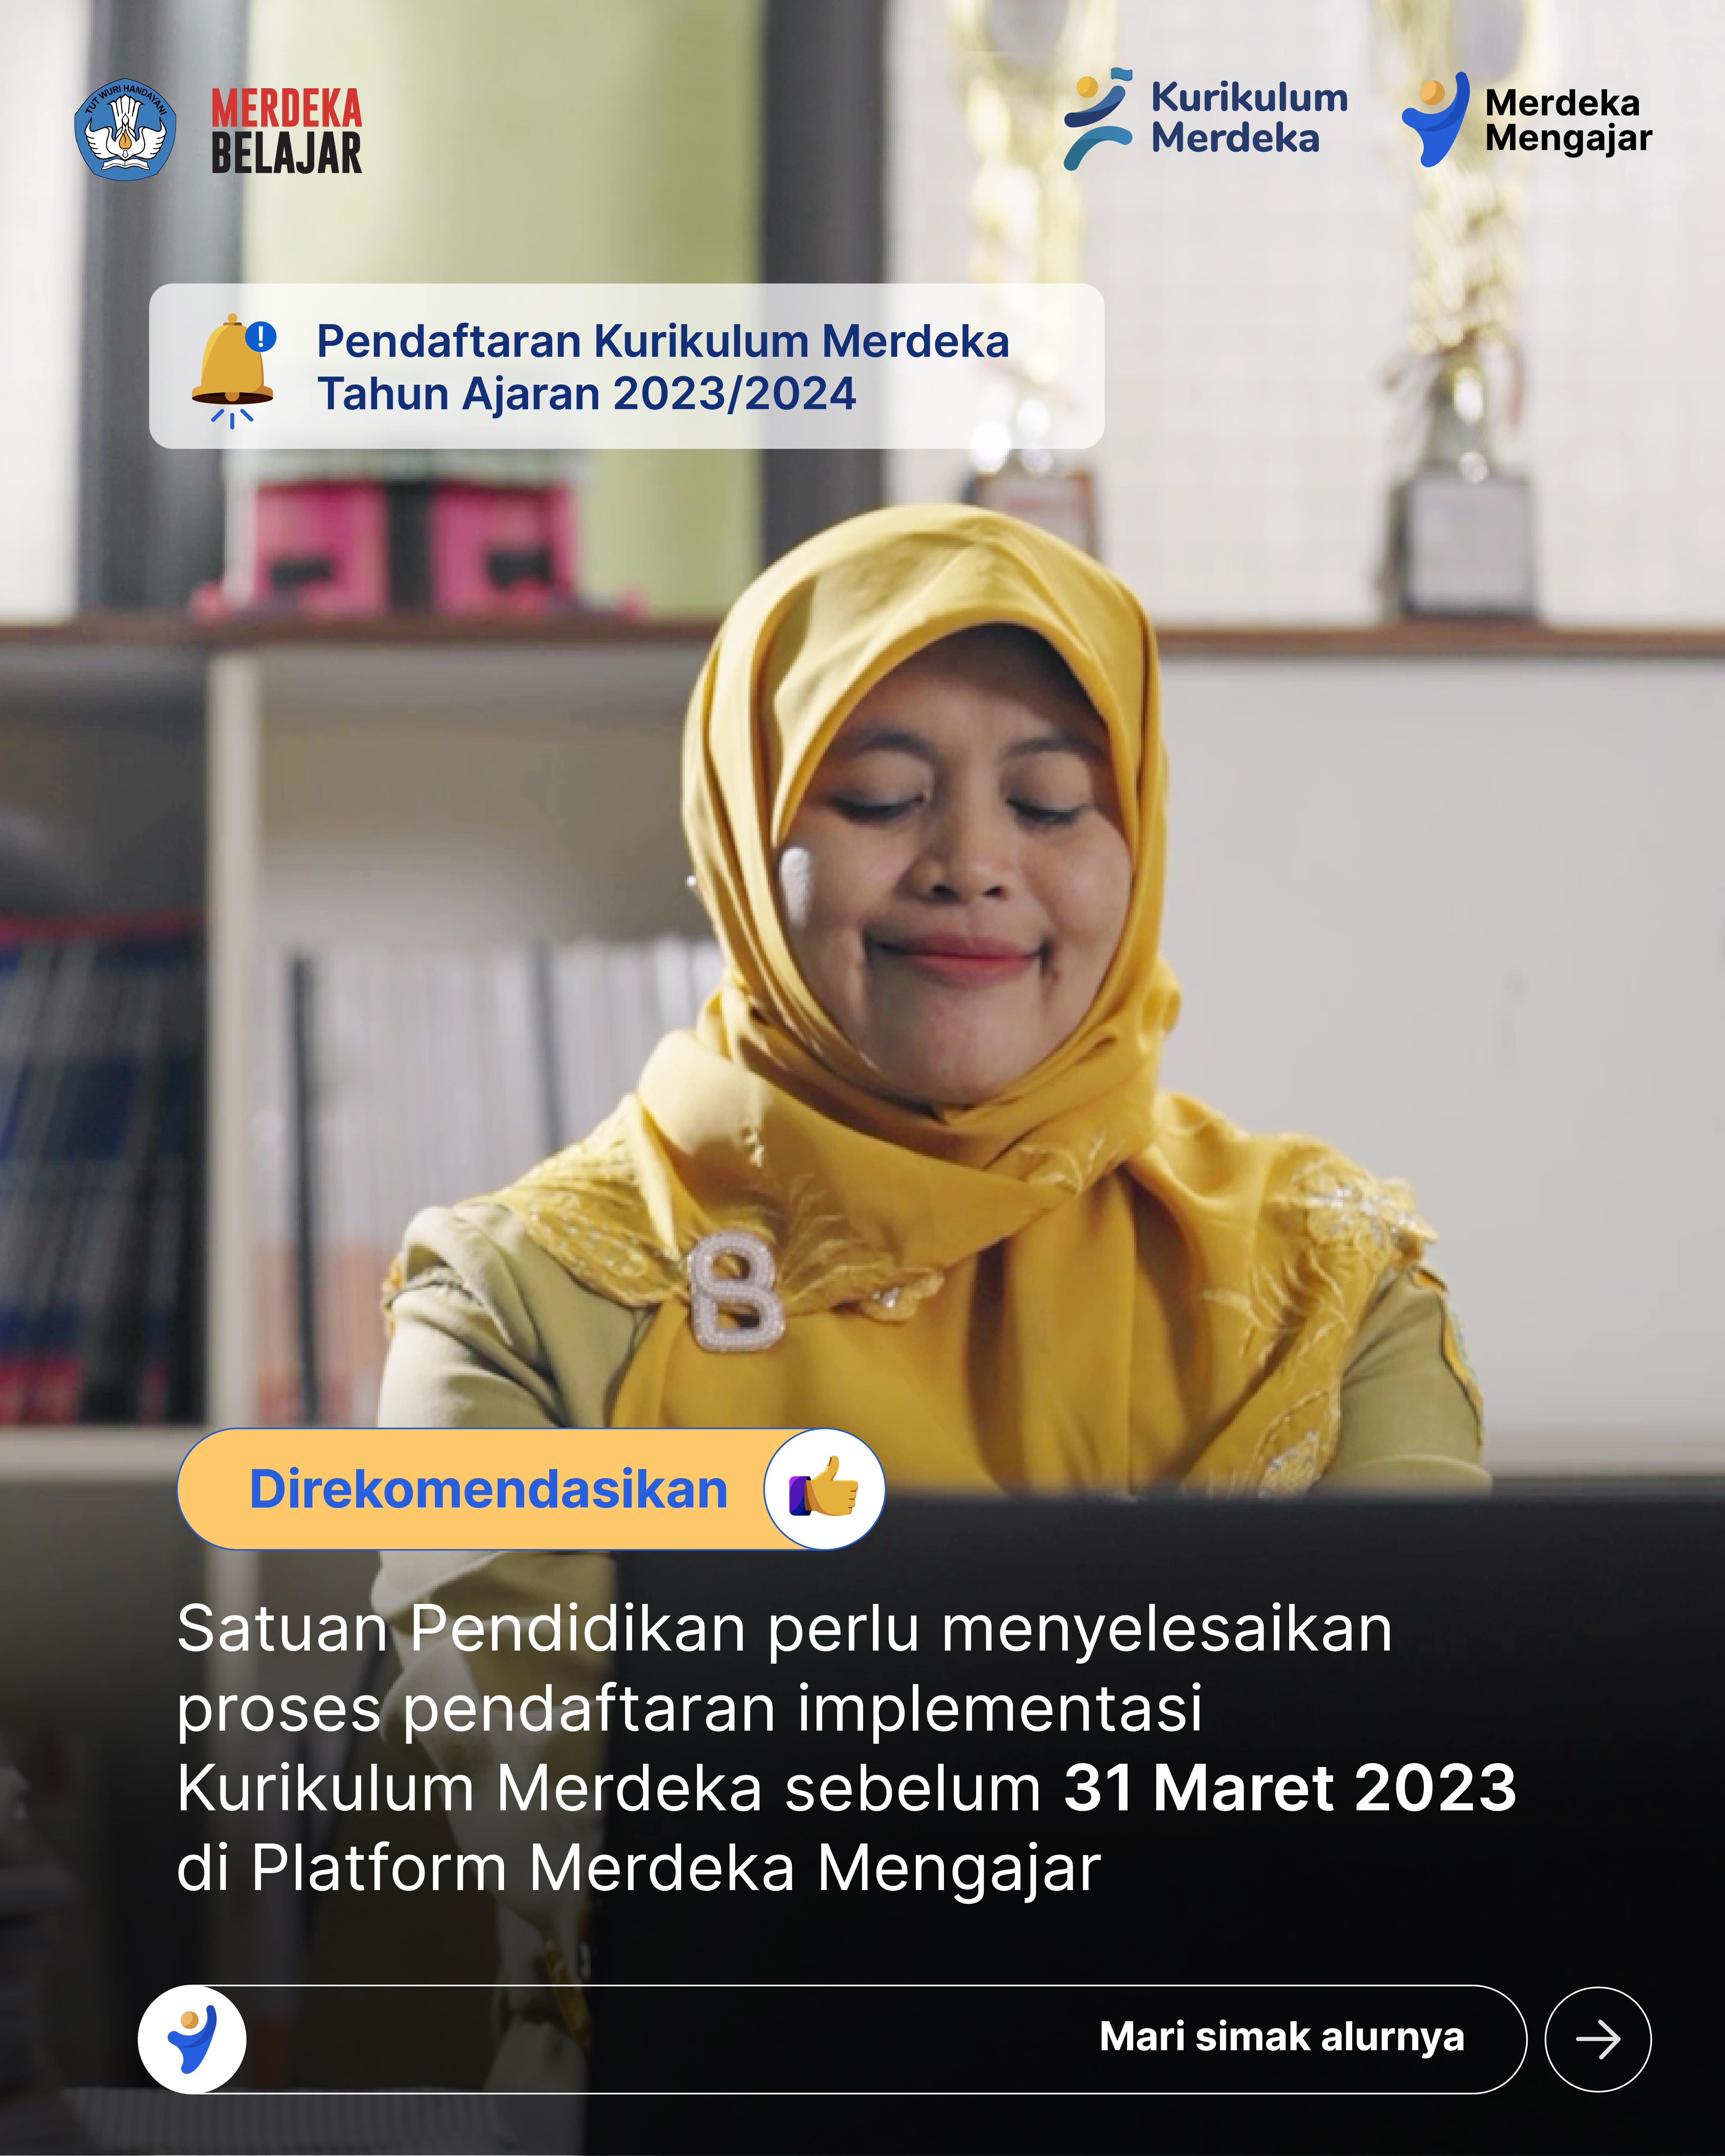 TUT WURI HANDAYANI
MERDEKA
BELAJAR
Kurikulum
Merdeka
Merdeka
Mengajar
Pendaftaran Kurikulum Merdeka
Tahun Ajaran 2023/2024
B
Direkomendasikan
Satuan Pendidikan perlu menyelesaikan
proses pendaftaran implementasi
Kurikulum Merdeka sebelum 31 Maret 2023
di Platform Merdeka Mengajar
Mari simak alurnya